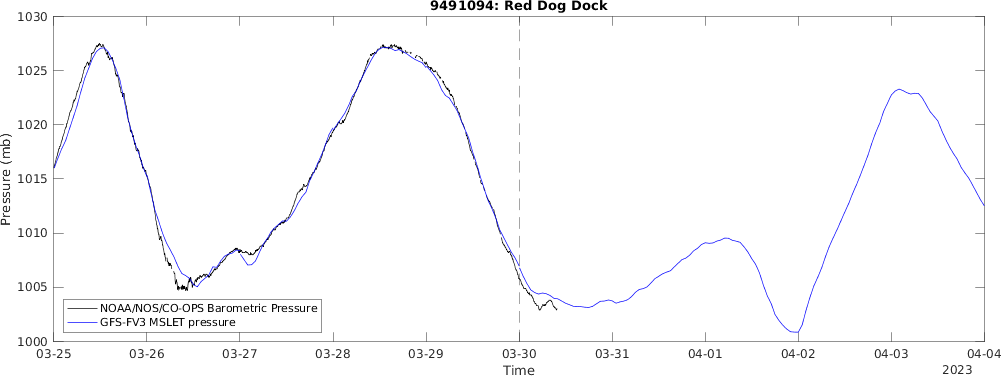 9491094: Red Dog Dock
1030
1025
1020
1015
1010
1005
1000
Pressure (mb)
NOAA/NOS/CO-OPS Barometric Pressure
GFS-FV3 MSLET pressure
03-25 03-26 03-27 03-28 03-29 03-30 03-31 04-01 04-02 04-03 04-04
Time
2023